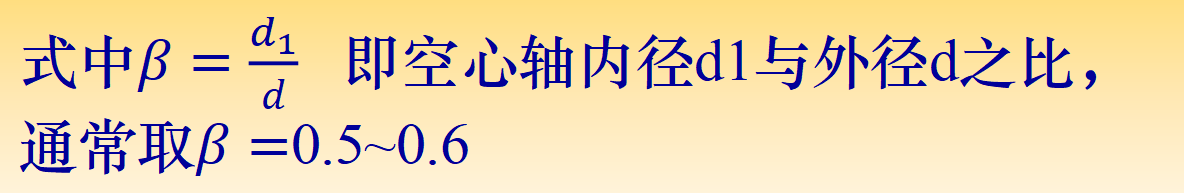 式中β = d₁/d 即空心轴内径d1与外径d之比，
通常取β =0.5~0.6